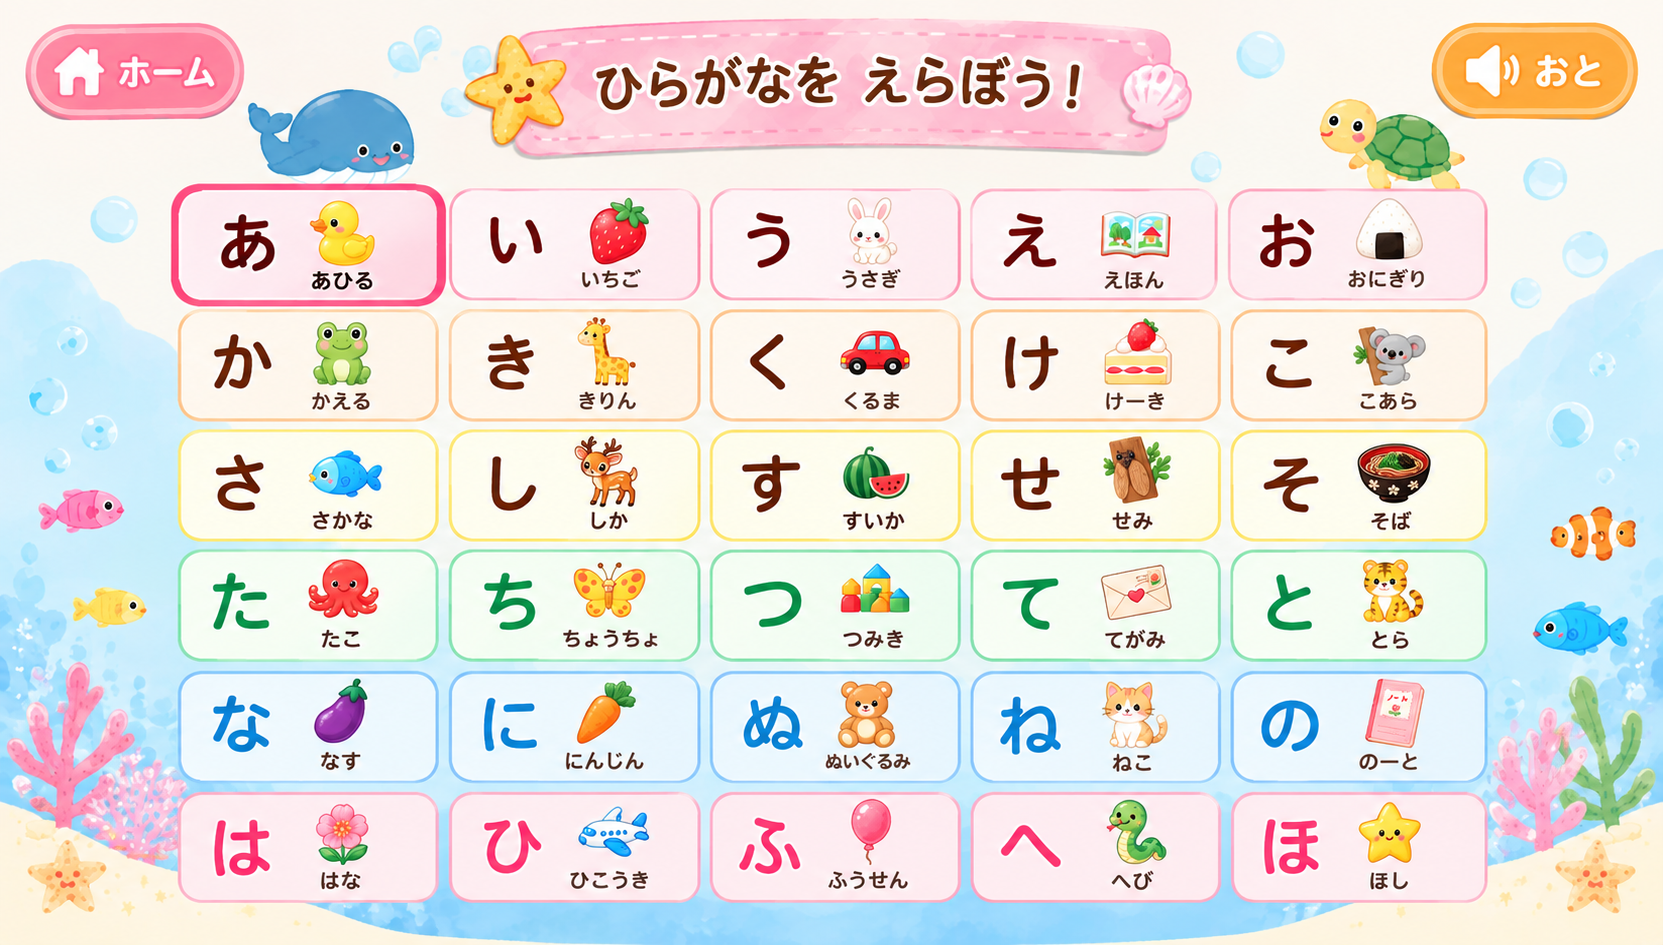 ホーム
ひらがなを えらぼう!
おと
あ
あひる
い
いちご
う
うさぎ
え
えほん
お
おにぎり
か
かえる
き
きりん
く
くるま
け
けーき
こ
こあら
さ
さかな
し
しか
す
すいか
せ
せみ
そ
そば
た
たこ
ち
ちょうちょ
つ
つみき
て
てがみ
と
とら
な
なす
に
にんじん
ぬ
ぬいぐるみ
ね
ねこ
の
ノート
のーと
は
はな
ひ
ひこうき
ふ
ふうせん
へ
へび
ほ
ほし